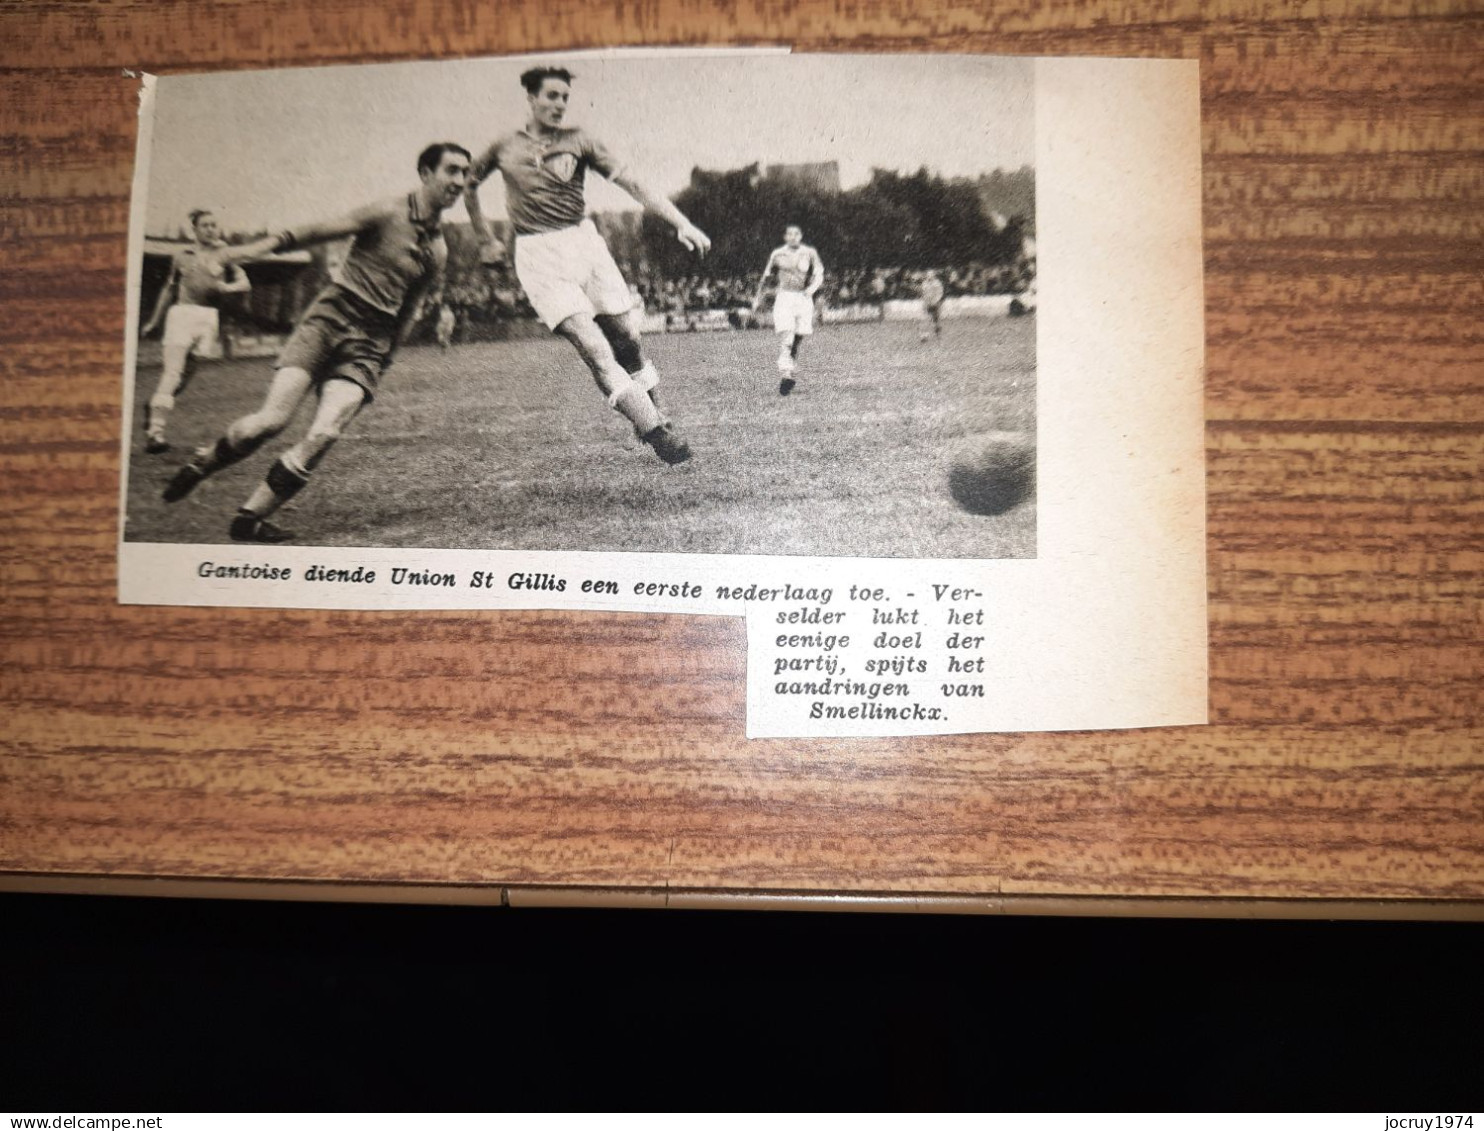 Gantoise diende Union St Gillis een eerste nederlaag toe. - Ver-
selder lukt het
eenige doel der
partij, spijts het
aandringen van
Smellinckx.
www.delcampe.net
jocruy1974